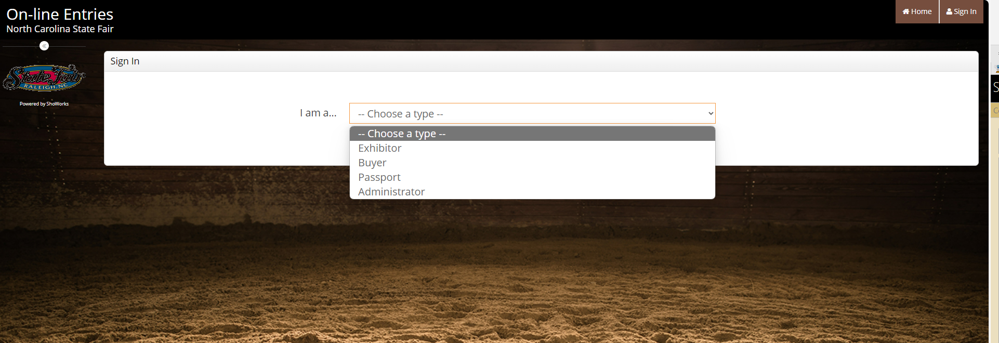 On-line Entries
North Carolina State Fair
Home
Sign In
State Fair
RALEIGH, NC
Powered by ShoWorks
Sign In
I am a...
-- Choose a type --
-- Choose a type --
Exhibitor
Buyer
Passport
Administrator